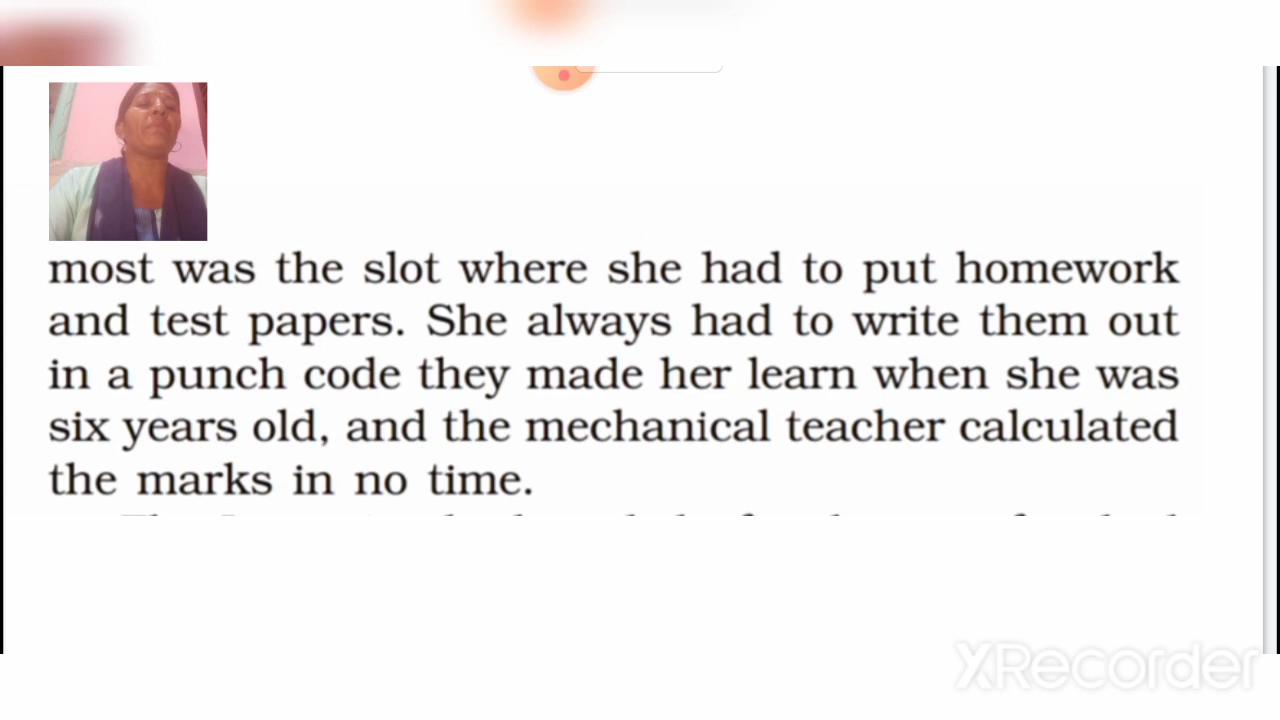 most was the slot where she had to put homework
and test papers. She always had to write them out
in a punch code they made her learn when she was
six years old, and the mechanical teacher calculated
the marks in no time.
XRecorder